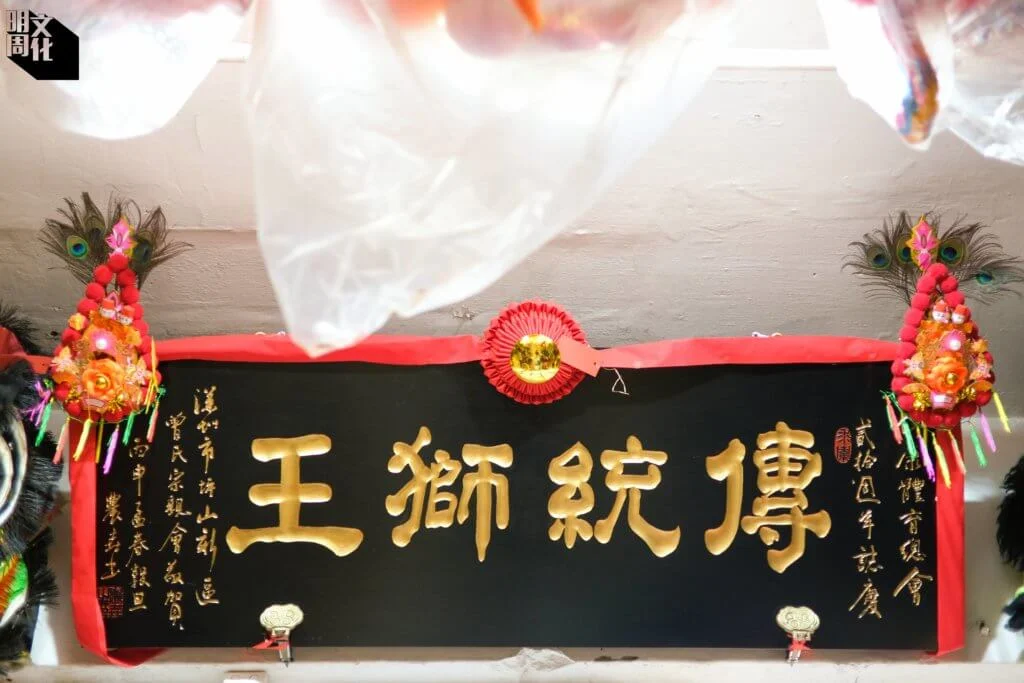 明周
文化
體育總會
貳拾週年誌慶
傳統獅王
深圳市坪山新區
曾氏宗親會敬賀
丙申孟春穀旦